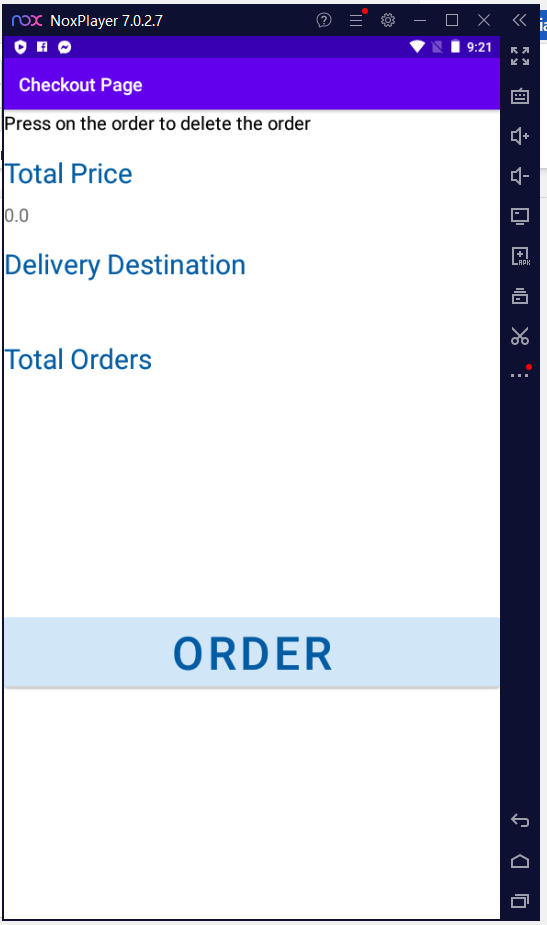 nox NoxPlayer 7.0.2.7
9:21
Checkout Page
Press on the order to delete the order
Total Price
0.0
Delivery Destination
Total Orders
ORDER